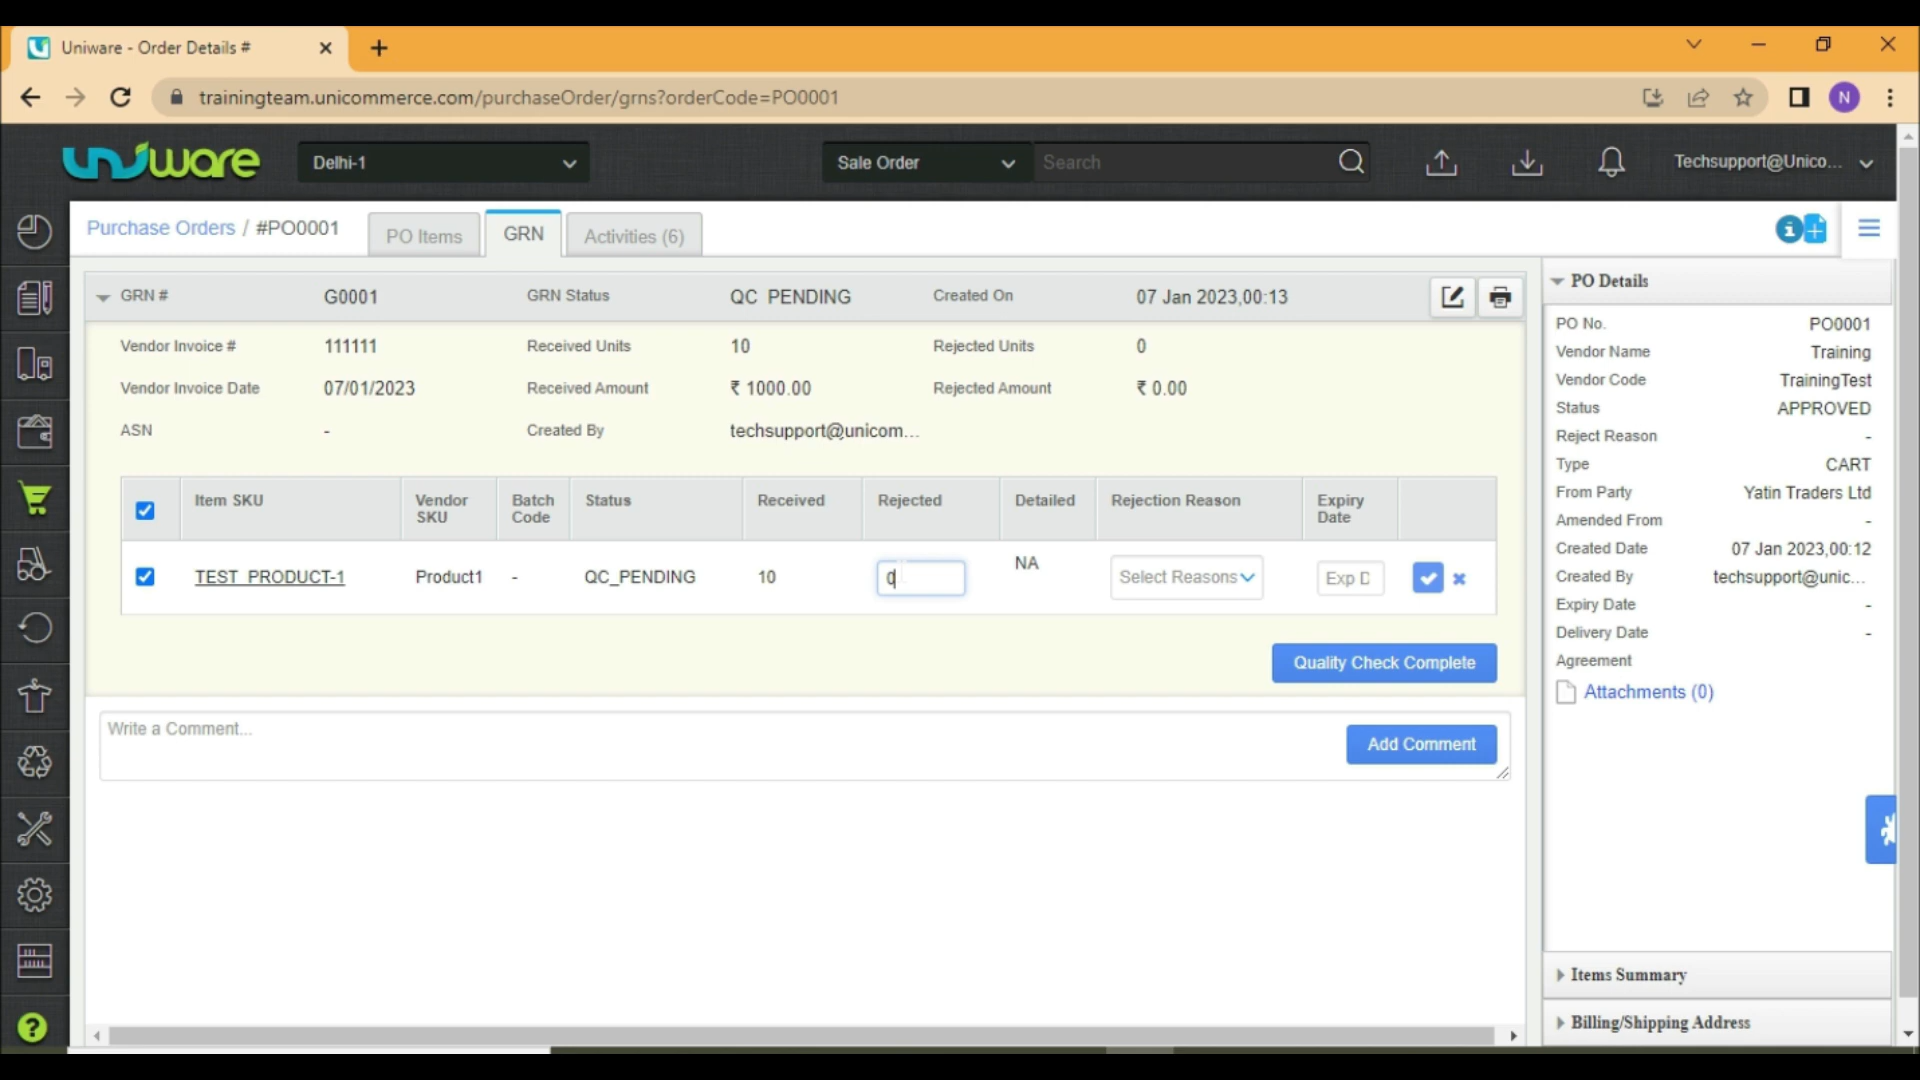 Uniware - Order Details #
trainingteam.unicommerce.com/purchaseOrder/grns?orderCode=PO0001
N
uniware
Delhi-1
Sale Order
Search
Techsupport@Unico...
Purchase Orders / #PO0001
PO Items
GRN
Activities (6)
GRN # G0001 GRN Status QC PENDING Created On 07 Jan 2023,00:13
Vendor Invoice # 111111 Received Units 10 Rejected Units 0
Vendor Invoice Date 07/01/2023 Received Amount ₹ 1000.00 Rejected Amount ₹ 0.00
ASN - Created By techsupport@unicom...
Item SKU Vendor SKU Batch Code Status Received Rejected Detailed Rejection Reason Expiry Date
TEST PRODUCT-1 Product1 - QC_PENDING 10 0 NA Select Reasons Exp D
Quality Check Complete
Write a Comment...
Add Comment
PO Details
PO No. PO0001
Vendor Name Training
Vendor Code TrainingTest
Status APPROVED
Reject Reason -
Type CART
From Party Yatin Traders Ltd
Amended From -
Created Date 07 Jan 2023,00:12
Created By techsupport@unic...
Expiry Date -
Delivery Date -
Agreement
Attachments (0)
Items Summary
Billing/Shipping Address